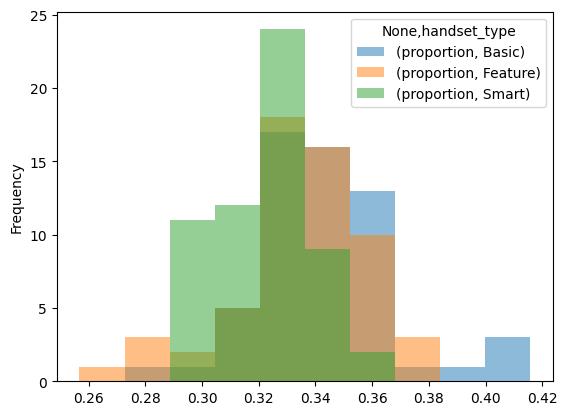 25
20
15
10
5
0
Frequency
None,handset_type
(proportion, Basic)
(proportion, Feature)
(proportion, Smart)
0.26 0.28 0.30 0.32 0.34 0.36 0.38 0.40 0.42